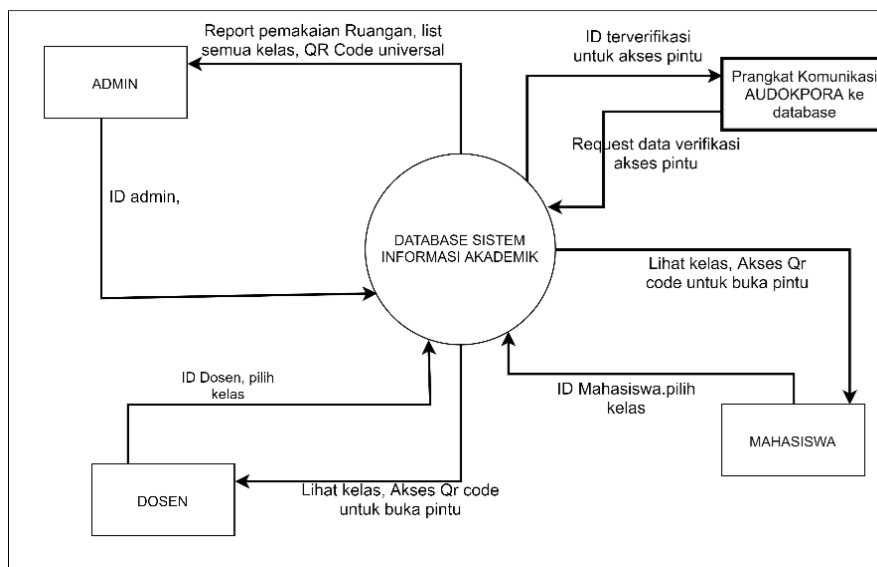 Report pemakaian Ruangan, list
semua kelas, QR Code universal
ADMIN
ID terverifikasi
untuk akses pintu
Prangkat Komunikasi
AUDOKPORA ke
database
Request data verifikasi
akses pintu
ID admin,
DATABASE SISTEM
INFORMASI AKADEMIK
Lihat kelas, Akses Qr
code untuk buka pintu
ID Dosen, pilih
kelas
ID Mahasiswa.pilih
kelas
MAHASISWA
DOSEN
Lihat kelas, Akses Qr code
untuk buka pintu